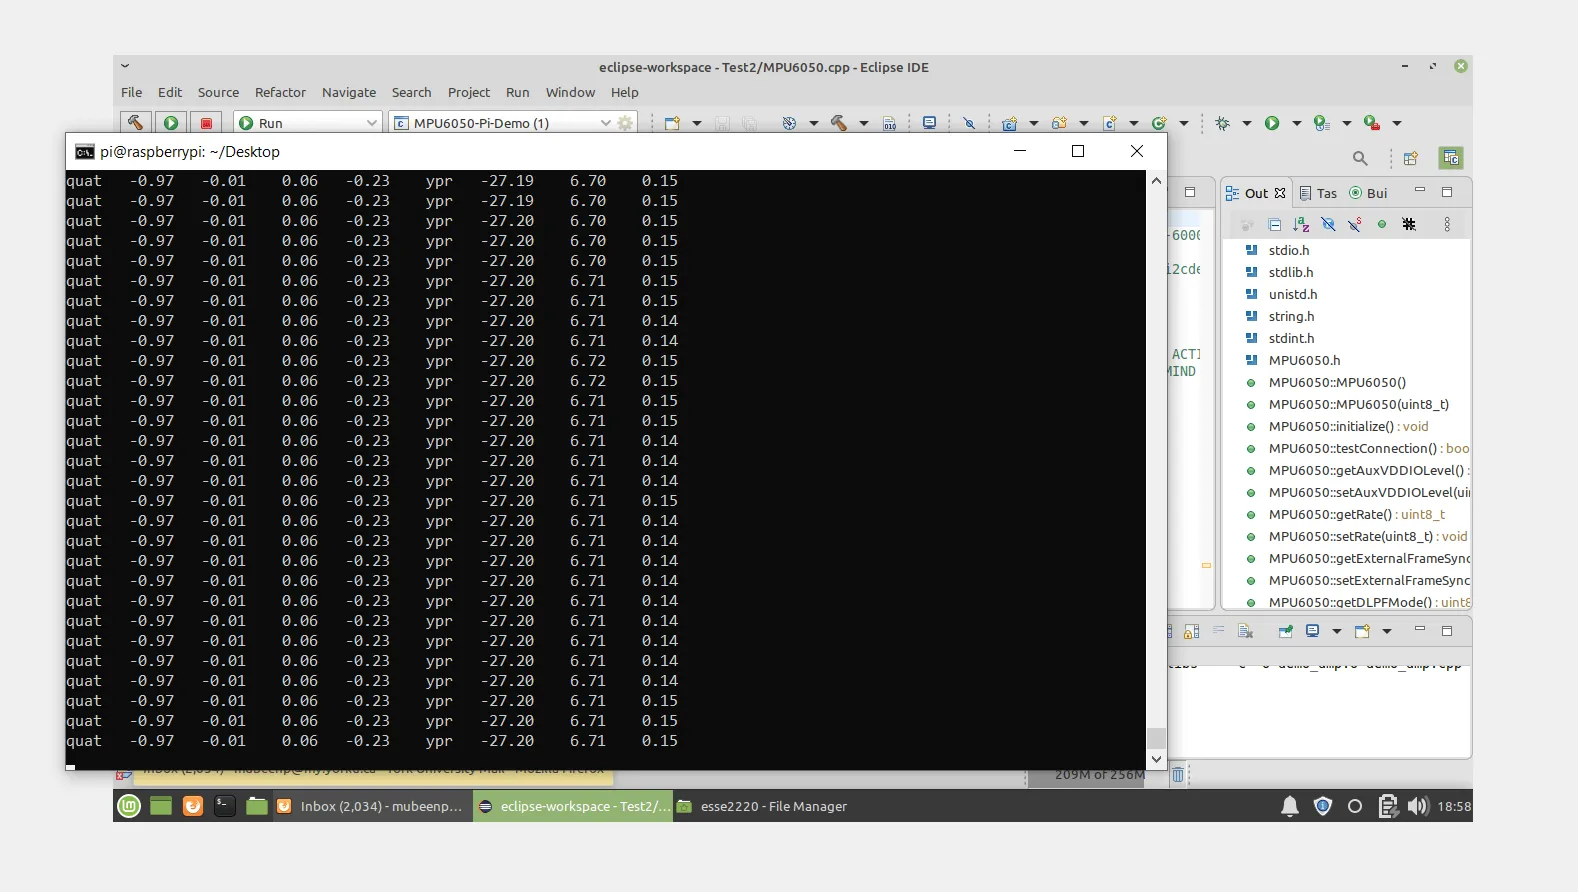 eclipse-workspace - Test2/MPU6050.cpp - Eclipse IDE
File Edit Source Refactor Navigate Search Project Run Window Help
Run MPU6050-Pi-Demo (1)
pi@raspberrypi: ~/Desktop
quat -0.97 -0.01 0.06 -0.23 ypr -27.19 6.70 0.15
quat -0.97 -0.01 0.06 -0.23 ypr -27.19 6.70 0.15
quat -0.97 -0.01 0.06 -0.23 ypr -27.20 6.70 0.15
quat -0.97 -0.01 0.06 -0.23 ypr -27.20 6.70 0.15
quat -0.97 -0.01 0.06 -0.23 ypr -27.20 6.70 0.15
quat -0.97 -0.01 0.06 -0.23 ypr -27.20 6.71 0.15
quat -0.97 -0.01 0.06 -0.23 ypr -27.20 6.71 0.15
quat -0.97 -0.01 0.06 -0.23 ypr -27.20 6.71 0.14
quat -0.97 -0.01 0.06 -0.23 ypr -27.20 6.71 0.14
quat -0.97 -0.01 0.06 -0.23 ypr -27.20 6.72 0.15
quat -0.97 -0.01 0.06 -0.23 ypr -27.20 6.72 0.15
quat -0.97 -0.01 0.06 -0.23 ypr -27.20 6.71 0.15
quat -0.97 -0.01 0.06 -0.23 ypr -27.20 6.71 0.15
quat -0.97 -0.01 0.06 -0.23 ypr -27.20 6.71 0.14
quat -0.97 -0.01 0.06 -0.23 ypr -27.20 6.71 0.14
quat -0.97 -0.01 0.06 -0.23 ypr -27.20 6.71 0.14
quat -0.97 -0.01 0.06 -0.23 ypr -27.20 6.71 0.15
quat -0.97 -0.01 0.06 -0.23 ypr -27.20 6.71 0.14
quat -0.97 -0.01 0.06 -0.23 ypr -27.20 6.71 0.14
quat -0.97 -0.01 0.06 -0.23 ypr -27.20 6.71 0.14
quat -0.97 -0.01 0.06 -0.23 ypr -27.20 6.71 0.14
quat -0.97 -0.01 0.06 -0.23 ypr -27.20 6.71 0.14
quat -0.97 -0.01 0.06 -0.23 ypr -27.20 6.71 0.14
quat -0.97 -0.01 0.06 -0.23 ypr -27.20 6.71 0.14
quat -0.97 -0.01 0.06 -0.23 ypr -27.20 6.71 0.14
quat -0.97 -0.01 0.06 -0.23 ypr -27.20 6.71 0.14
quat -0.97 -0.01 0.06 -0.23 ypr -27.20 6.71 0.15
quat -0.97 -0.01 0.06 -0.23 ypr -27.20 6.71 0.15
quat -0.97 -0.01 0.06 -0.23 ypr -27.20 6.71 0.15
-6000
i2cde
ACTI
MIND
Out Tas Bui
stdio.h
stdlib.h
unistd.h
string.h
stdint.h
MPU6050.h
MPU6050::MPU6050()
MPU6050::MPU6050(uint8_t)
MPU6050::initialize() : void
MPU6050::testConnection() : boo
MPU6050::getAuxVDDIOLevel() :
MPU6050::setAuxVDDIOLevel(ui
MPU6050::getRate() : uint8_t
MPU6050::setRate(uint8_t) : void
MPU6050::getExternalFrameSync
MPU6050::setExternalFrameSync
MPU6050::getDLPFMode() : uint8
209M of 256M
Inbox (2,034) - mubeenp... eclipse-workspace - Test2/... esse2220 - File Manager 18:58